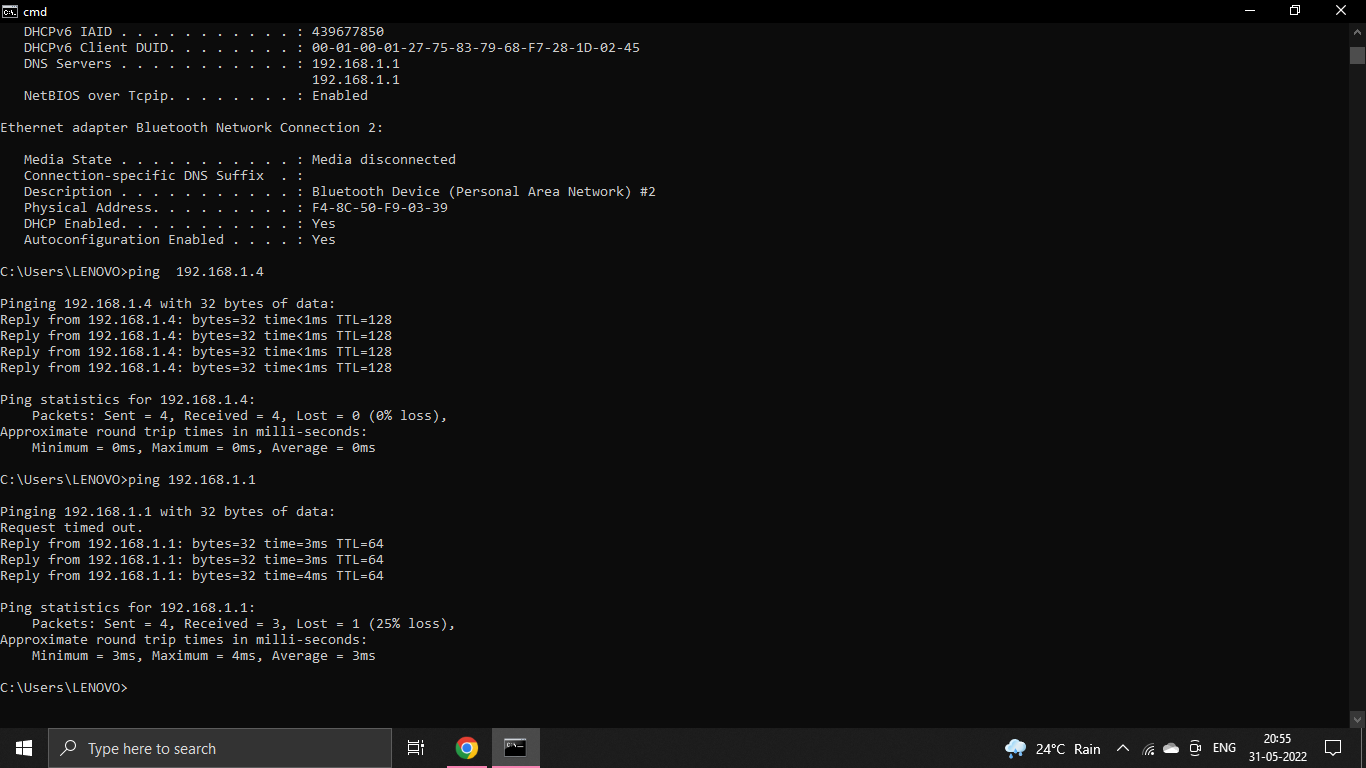 cmd
DHCPv6 IAID . . . . . . . . . . . : 439677850
DHCPv6 Client DUID. . . . . . . . : 00-01-00-01-27-75-83-79-68-F7-28-1D-02-45
DNS Servers . . . . . . . . . . . : 192.168.1.1
192.168.1.1
NetBIOS over Tcpip. . . . . . . . : Enabled
Ethernet adapter Bluetooth Network Connection 2:
Media State . . . . . . . . . . . : Media disconnected
Connection-specific DNS Suffix  . :
Description . . . . . . . . . . . : Bluetooth Device (Personal Area Network) #2
Physical Address. . . . . . . . . : F4-8C-50-F9-03-39
DHCP Enabled. . . . . . . . . . . : Yes
Autoconfiguration Enabled . . . . : Yes
C:\Users\LENOVO>ping  192.168.1.4
Pinging 192.168.1.4 with 32 bytes of data:
Reply from 192.168.1.4: bytes=32 time<1ms TTL=128
Reply from 192.168.1.4: bytes=32 time<1ms TTL=128
Reply from 192.168.1.4: bytes=32 time<1ms TTL=128
Reply from 192.168.1.4: bytes=32 time<1ms TTL=128
Ping statistics for 192.168.1.4:
Packets: Sent = 4, Received = 4, Lost = 0 (0% loss),
Approximate round trip times in milli-seconds:
Minimum = 0ms, Maximum = 0ms, Average = 0ms
C:\Users\LENOVO>ping 192.168.1.1
Pinging 192.168.1.1 with 32 bytes of data:
Request timed out.
Reply from 192.168.1.1: bytes=32 time=3ms TTL=64
Reply from 192.168.1.1: bytes=32 time=3ms TTL=64
Reply from 192.168.1.1: bytes=32 time=4ms TTL=64
Ping statistics for 192.168.1.1:
Packets: Sent = 4, Received = 3, Lost = 1 (25% loss),
Approximate round trip times in milli-seconds:
Minimum = 3ms, Maximum = 4ms, Average = 3ms
C:\Users\LENOVO>
Type here to search
24°C Rain
ENG
20:55
31-05-2022